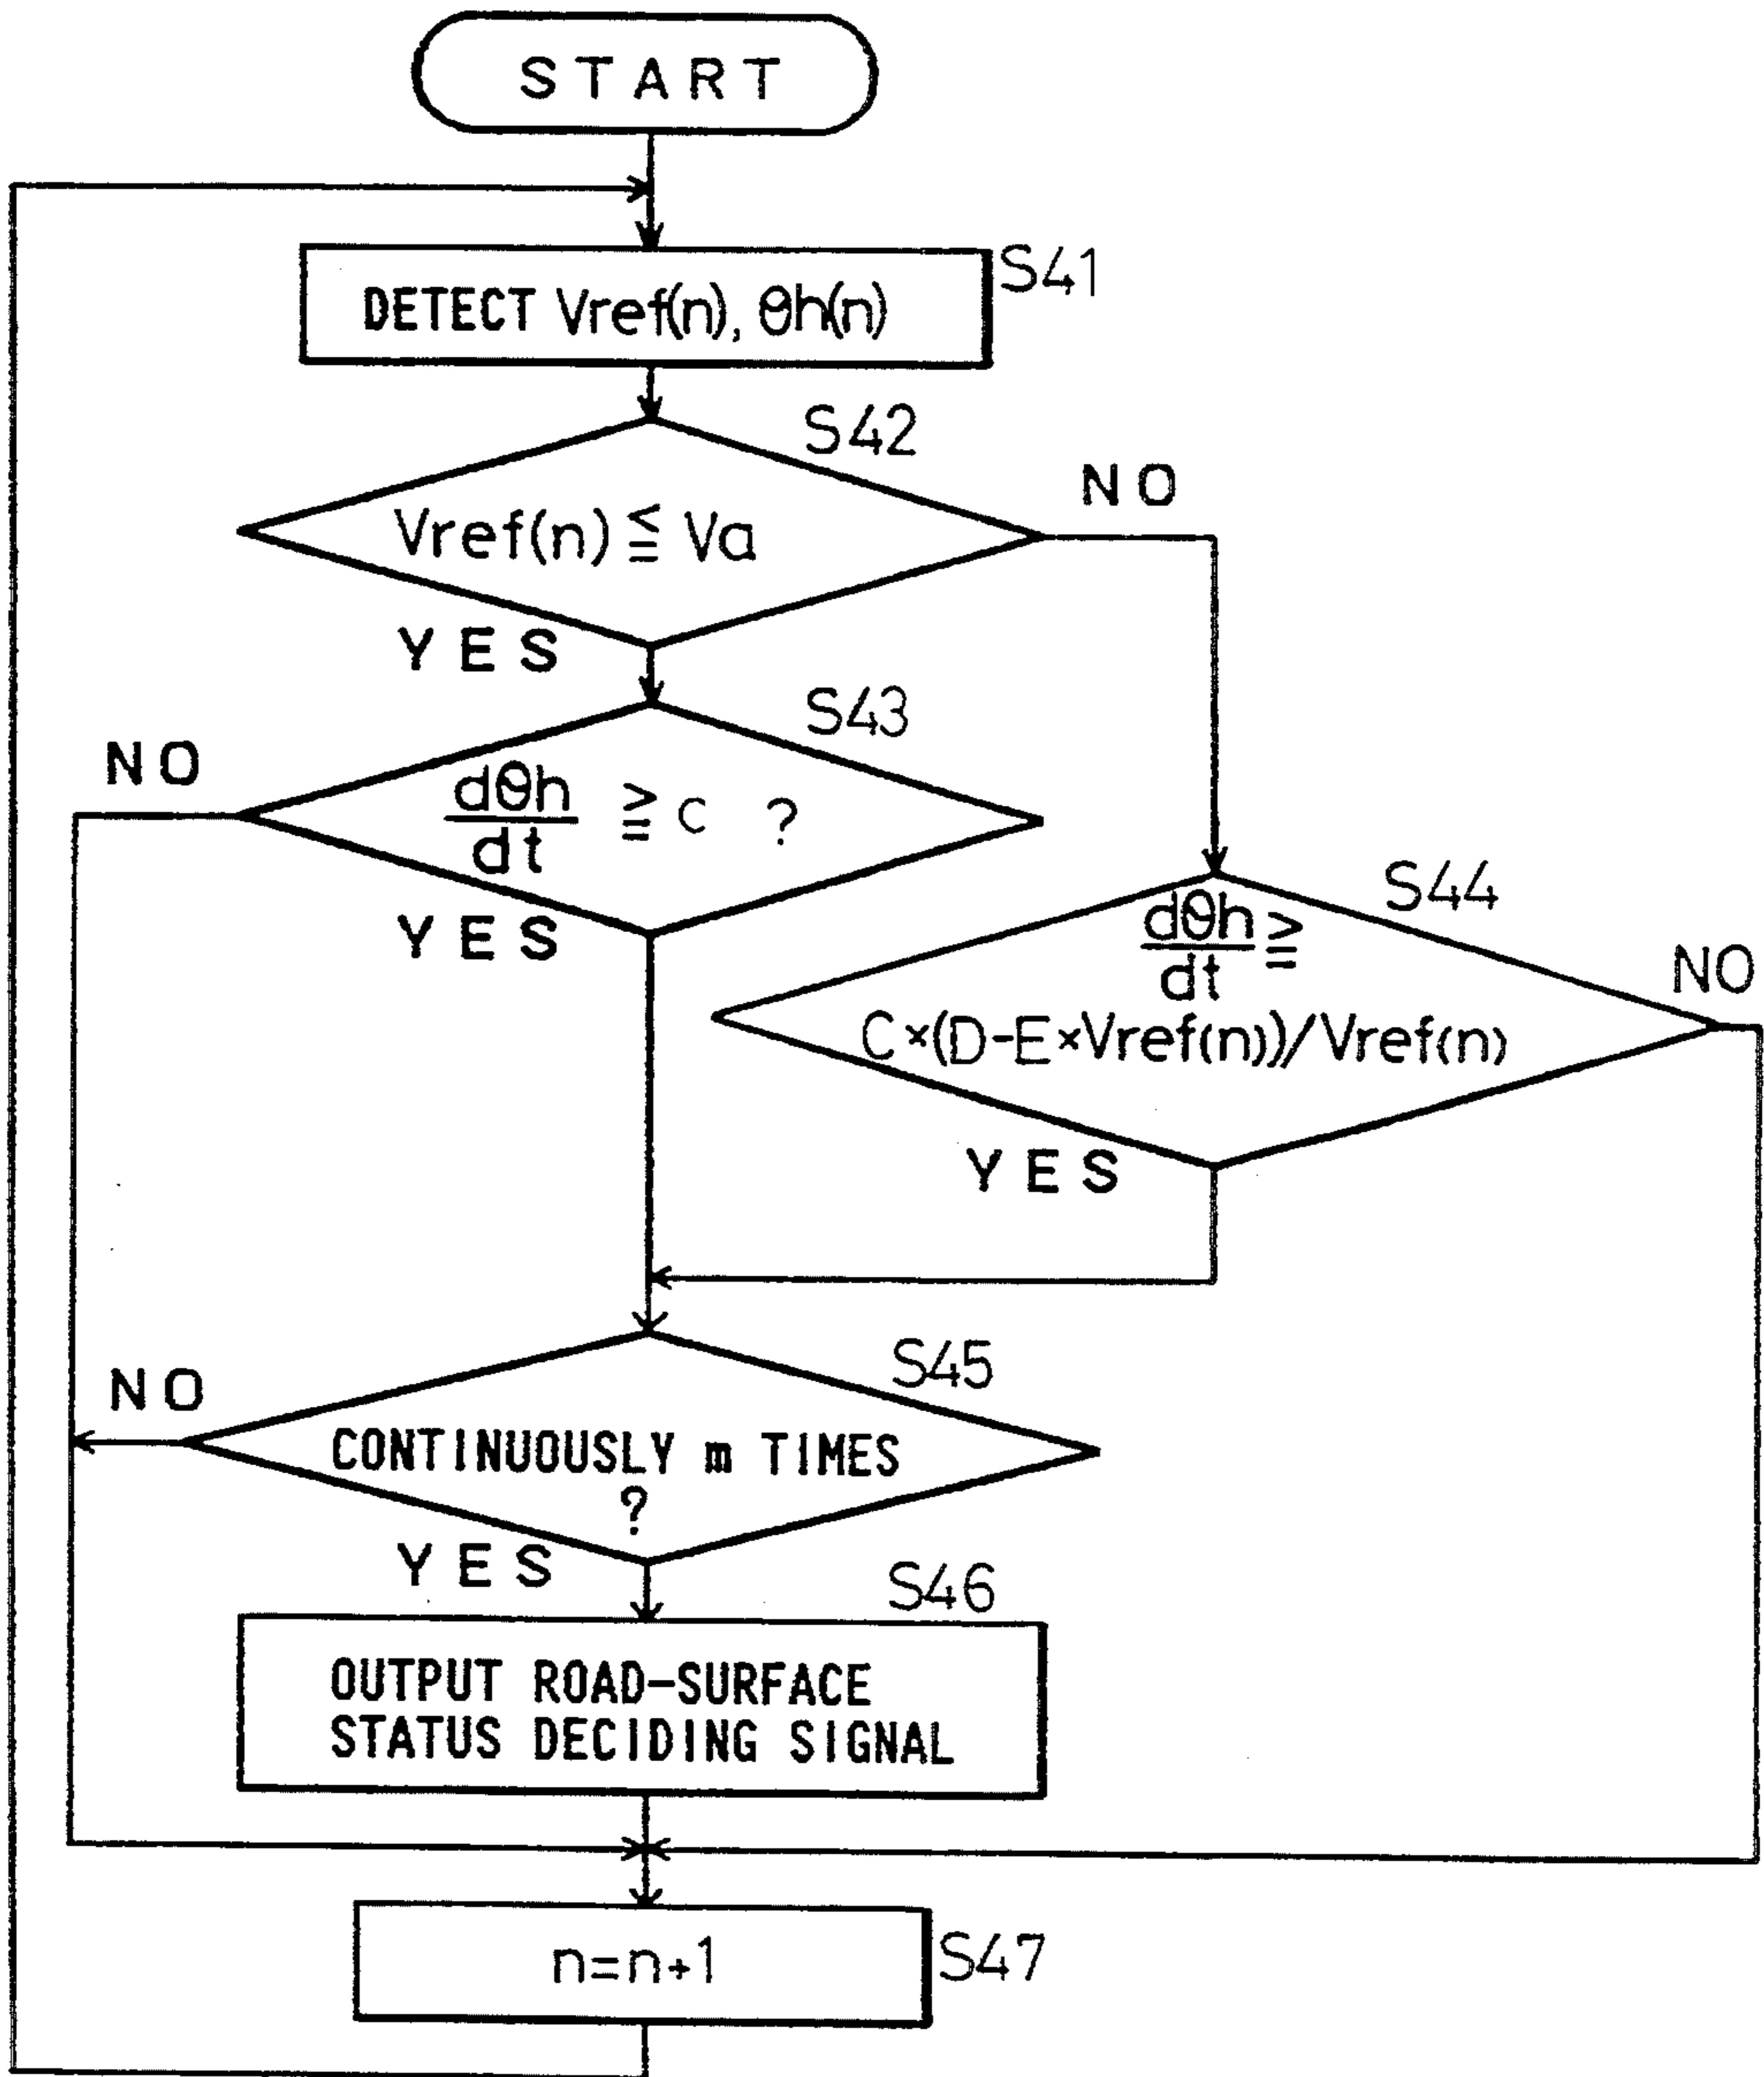 START
S41
DETECT Vref(n), θh(n)
S42
NO
Vref(n) ≦ Va
YES
S43
NO
dθh
dt
≧ c ?
YES
S44
dθh
dt
≧
NO
C×(D-E×Vref(n))/Vref(n)
YES
S45
NO
CONTINUOUSLY m TIMES
?
YES
S46
OUTPUT ROAD-SURFACE
STATUS DECIDING SIGNAL
n=n+1
S47